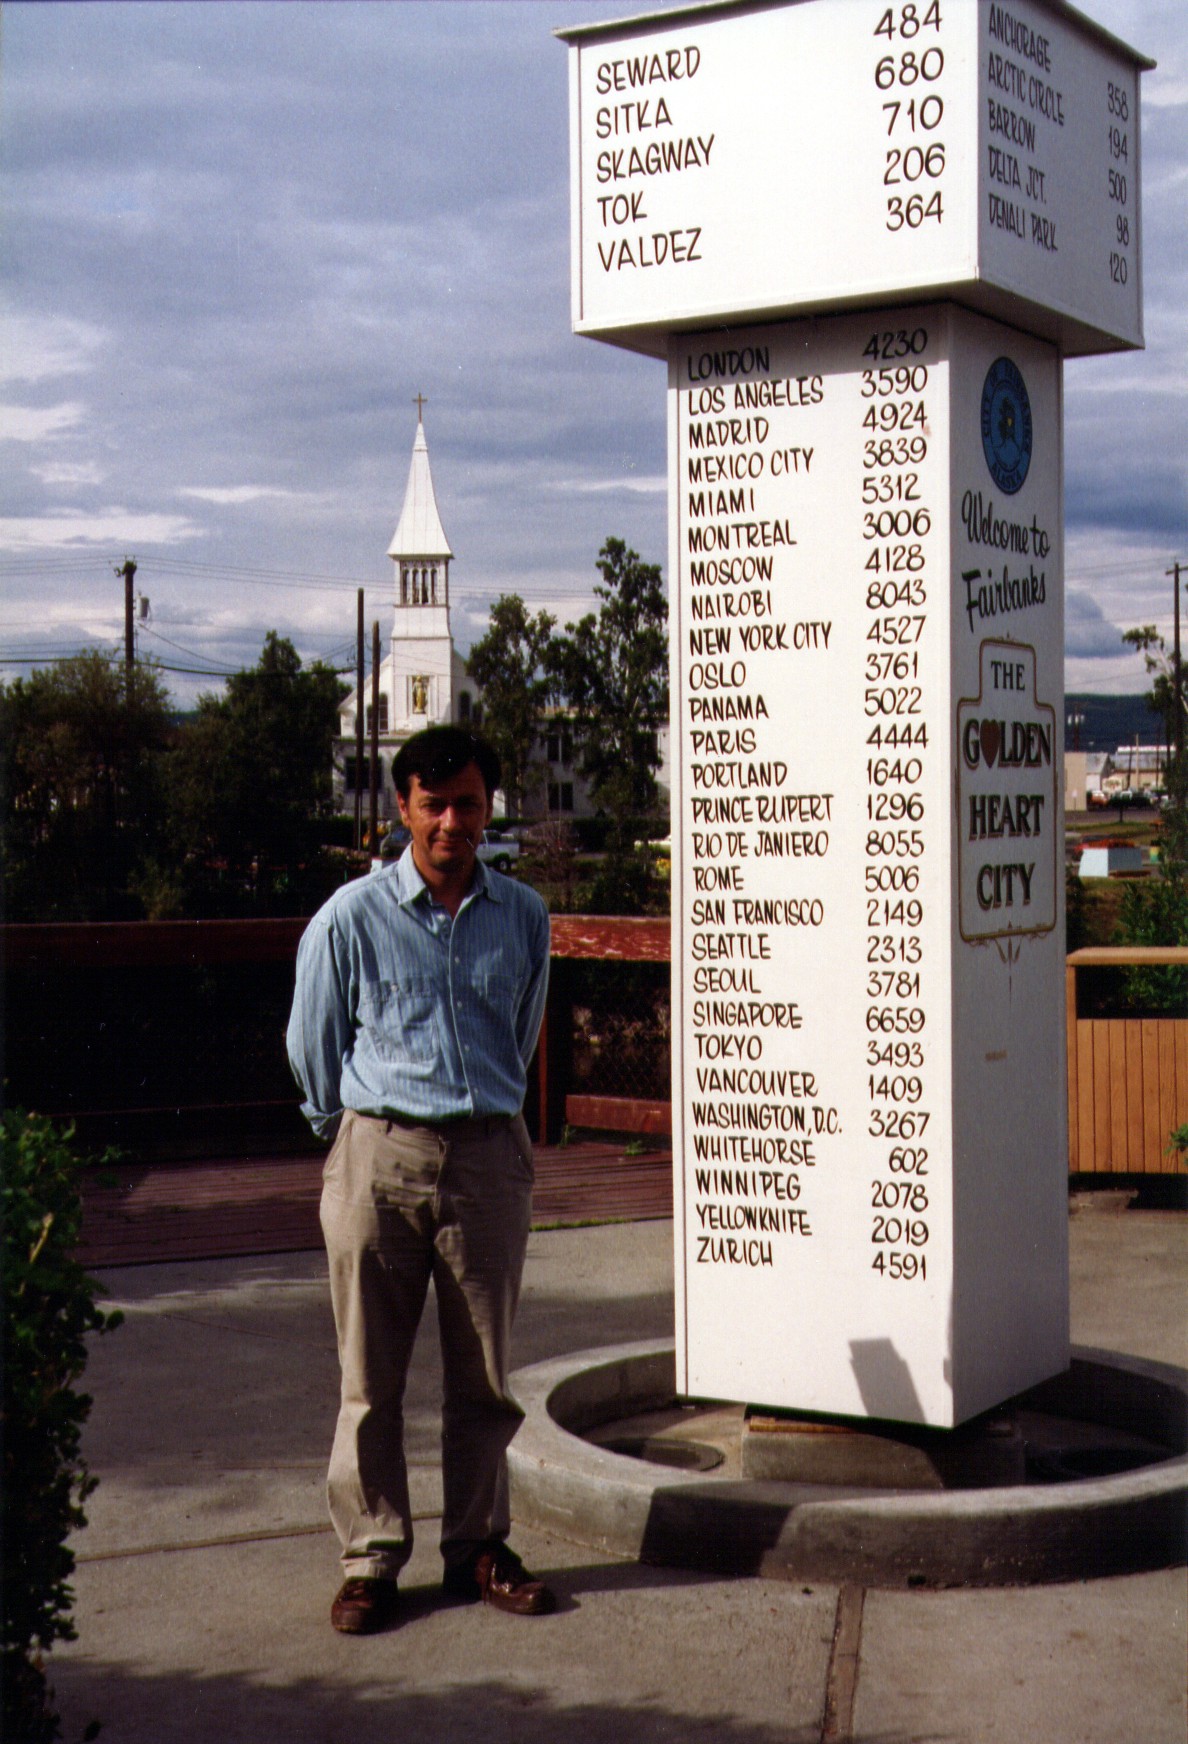 SEWARD 484
SITKA 680
SKAGWAY 710
TOK 206
VALDEZ 364
ANCHORAGE 358
ARCTIC CIRCLE 194
BARROW 500
DELTA JCT. 98
DENALI PARK 120
LONDON 4230
LOS ANGELES 3590
MADRID 4924
MEXICO CITY 3839
MIAMI 5312
MONTREAL 3006
MOSCOW 4128
NAIROBI 8043
NEW YORK CITY 4527
OSLO 3761
PANAMA 5022
PARIS 4444
PORTLAND 1640
PRINCE RUPERT 1296
RIO DE JANIERO 8055
ROME 5006
SAN FRANCISCO 2149
SEATTLE 2313
SEOUL 3781
SINGAPORE 6659
TOKYO 3493
VANCOUVER 1409
WASHINGTON, D.C. 3267
WHITEHORSE 602
WINNIPEG 2078
YELLOWKNIFE 2019
ZURICH 4591
CITY OF FAIRBANKS
ALASKA
Welcome to
Fairbanks
THE
GOLDEN
HEART
CITY